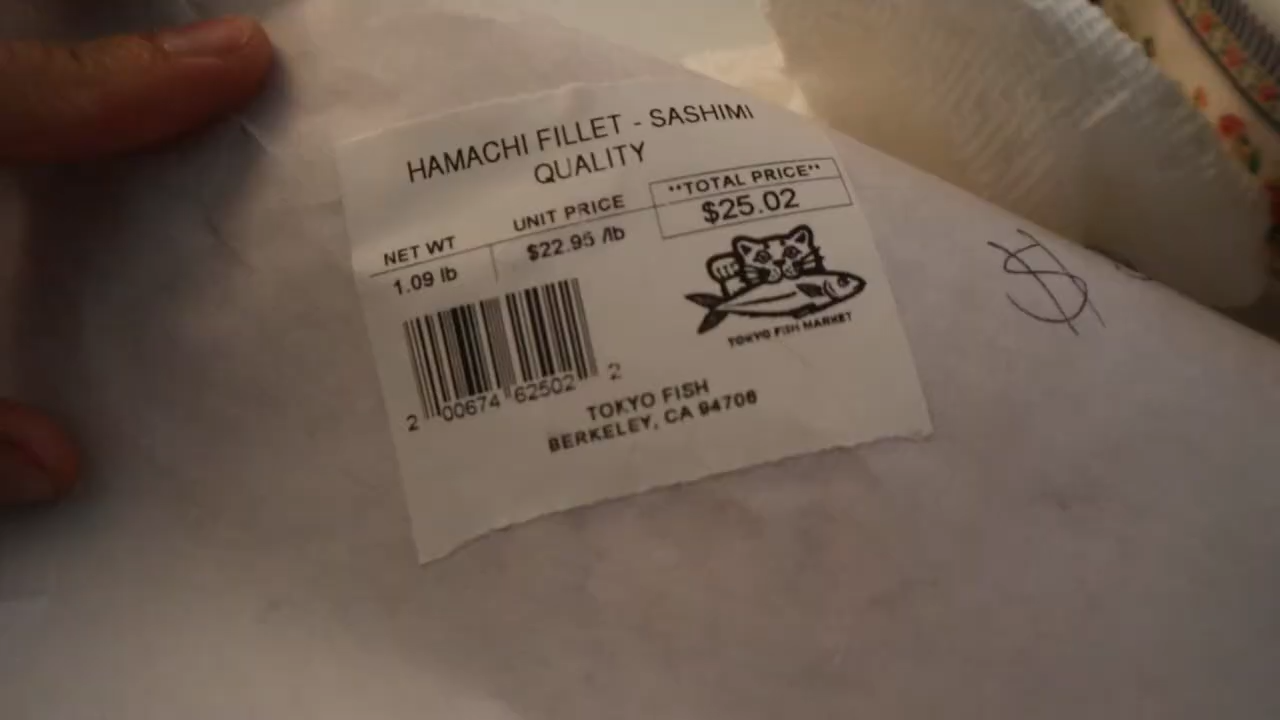 HAMACHI FILLET - SASHIMI
QUALITY
NET WT
UNIT PRICE
**TOTAL PRICE**
1.09 lb
$22.95 /lb
$25.02
TOKYO FISH MARKET
2 00674 62502 2
TOKYO FISH
BERKELEY, CA 94706
$